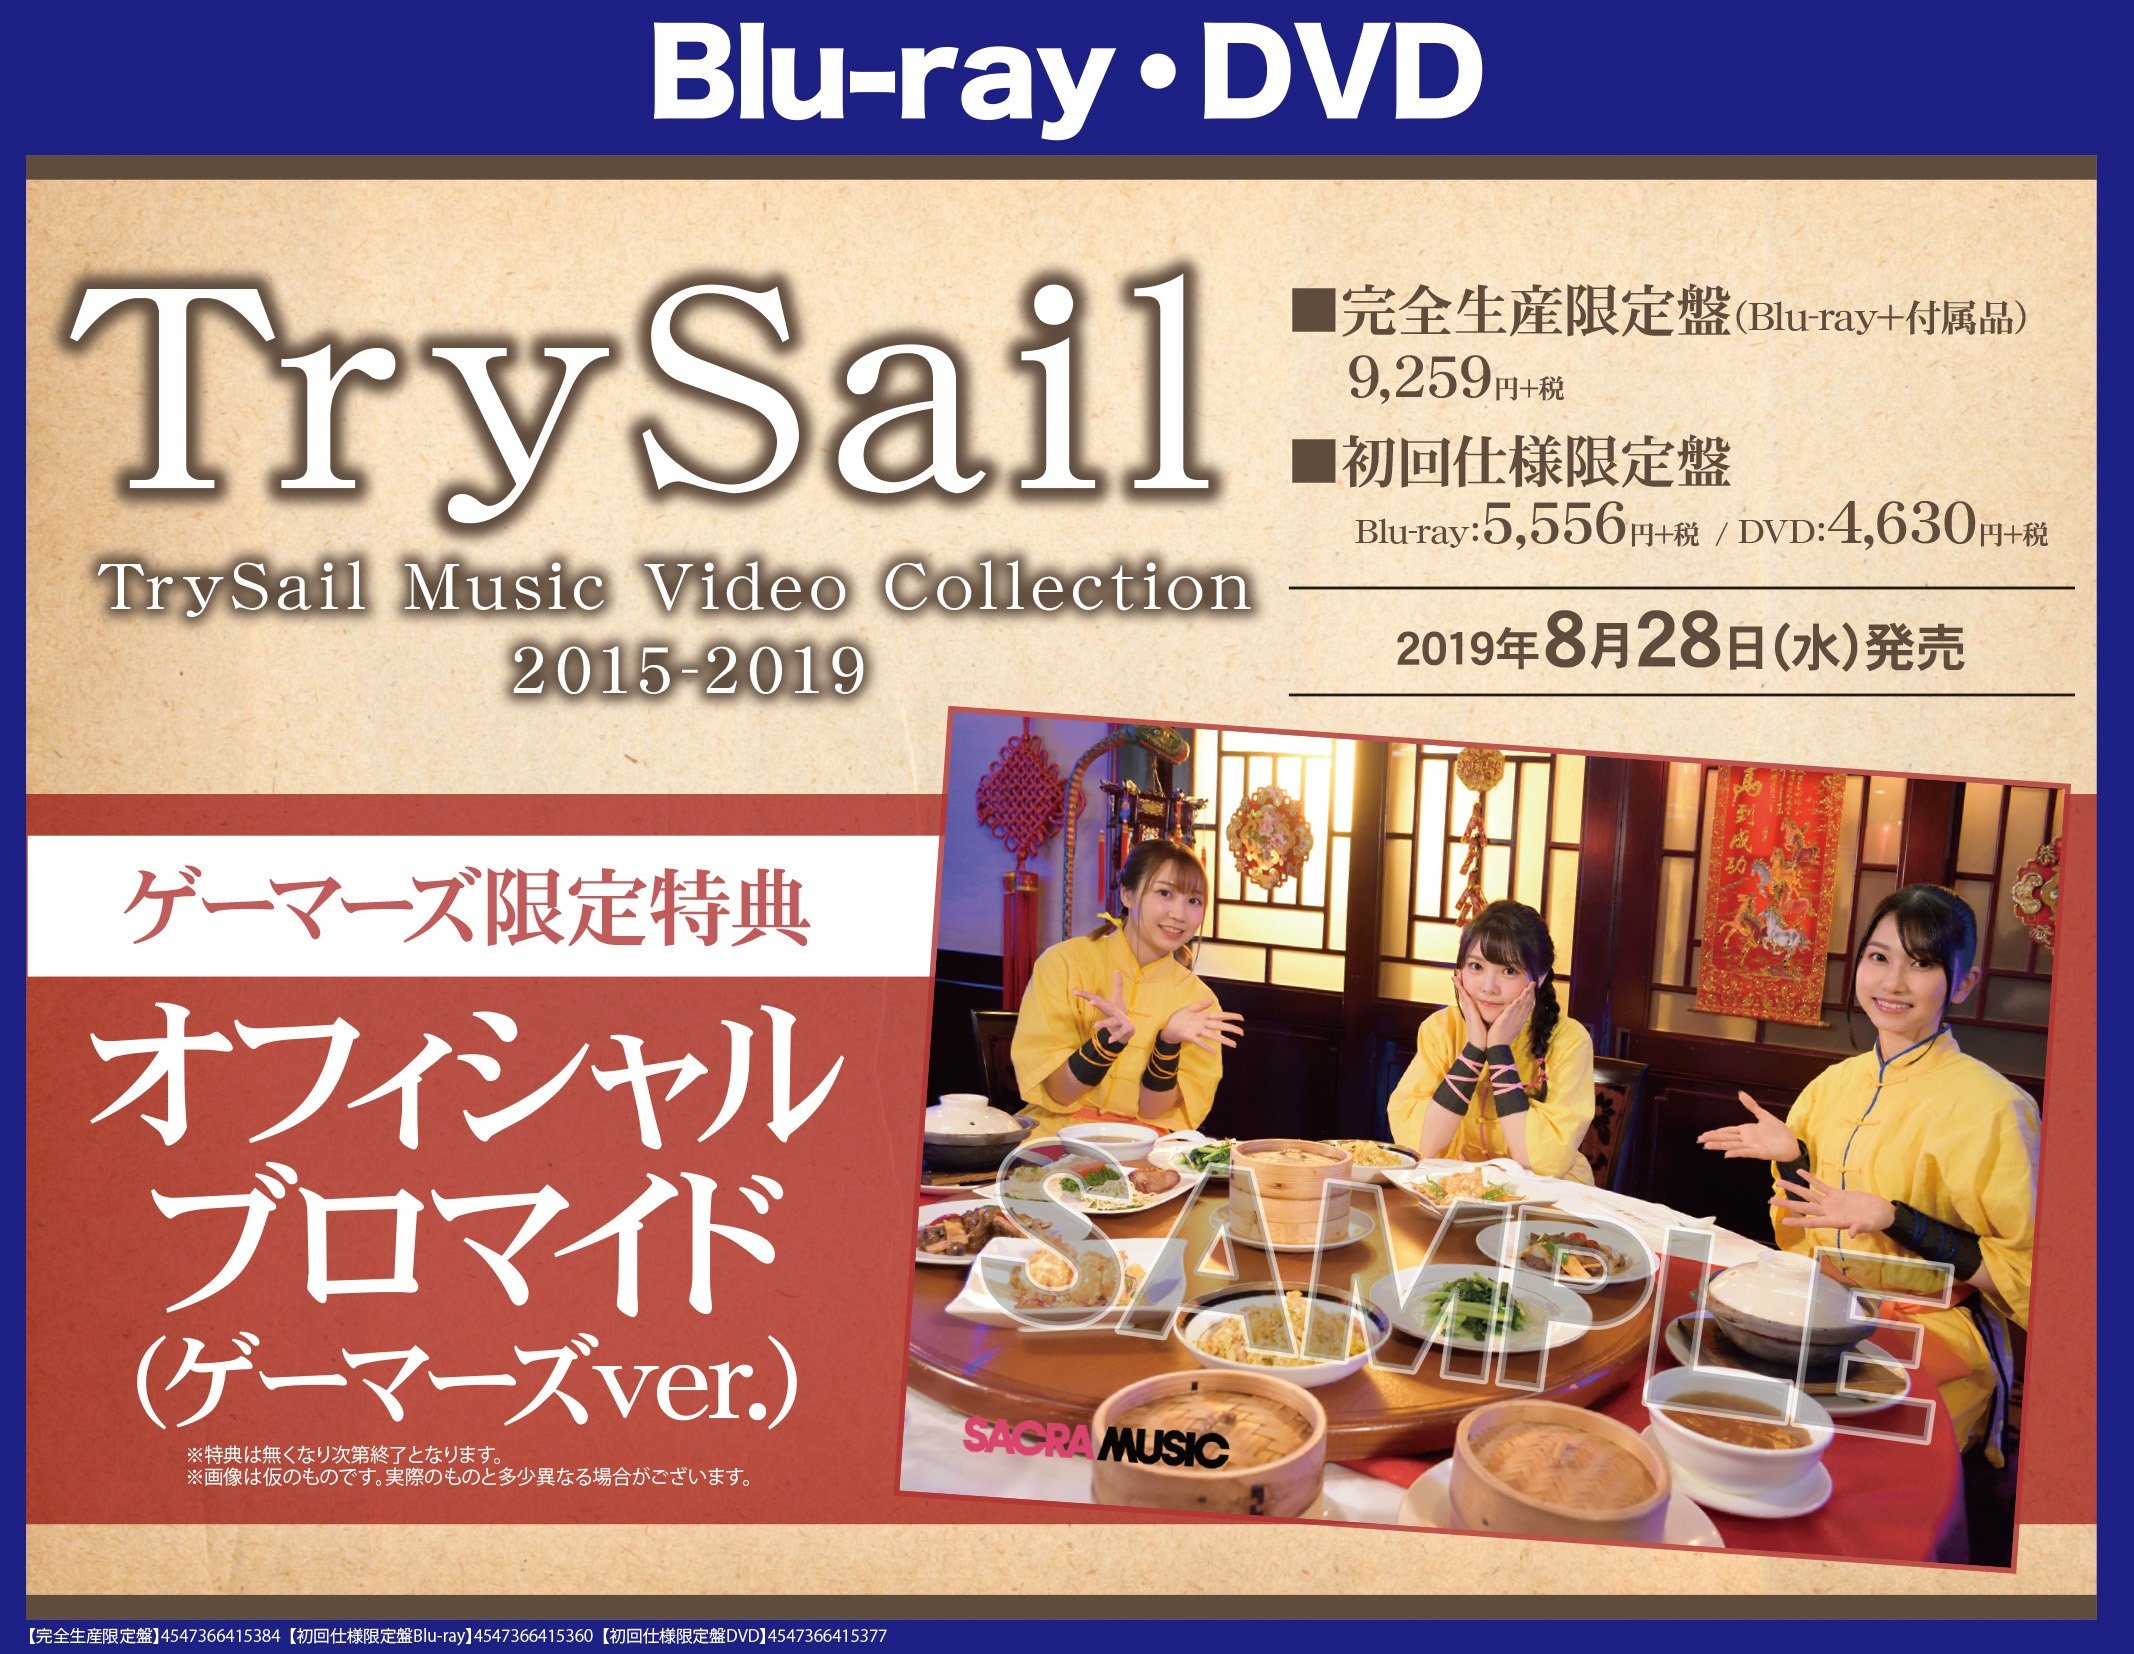 Blu-ray・DVD
TrySail
TrySail Music Video Collection
2015-2019
■完全生産限定盤(Blu-ray+付属品)
9,259円+税
■初回仕様限定盤
Blu-ray:5,556円+税 / DVD:4,630円+税
2019年8月28日(水)発売
ゲーマーズ限定特典
オフィシャル
ブロマイド
(ゲーマーズver.)
※特典は無くなり次第終了となります。
※画像は仮のものです。実際のものと多少異なる場合がございます。
馬到成功
SAMPLE
SACRA MUSIC
【完全生産限定盤】4547366415384 【初回仕様限定盤Blu-ray】4547366415360 【初回仕様限定盤DVD】4547366415377